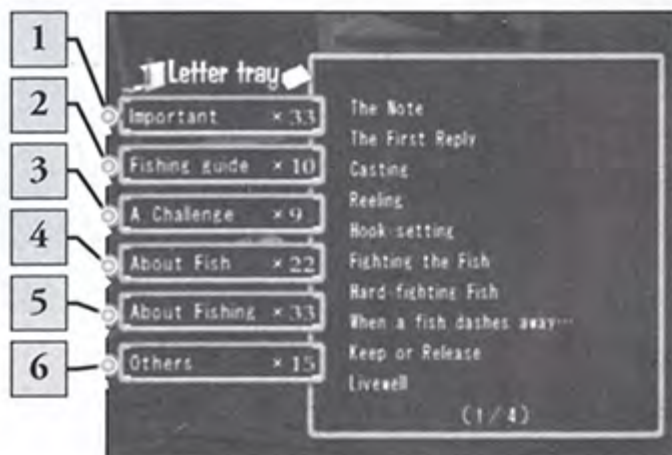 1
2
3
4
5
6
Letter tray
Important × 33
Fishing guide × 10
A Challenge × 9
About Fish × 22
About Fishing × 33
Others × 15
The Note
The First Reply
Casting
Reeling
Hook setting
Fighting the Fish
Hard-fighting Fish
When a fish dashes away…
Keep or Release
Livewell
(1/4)